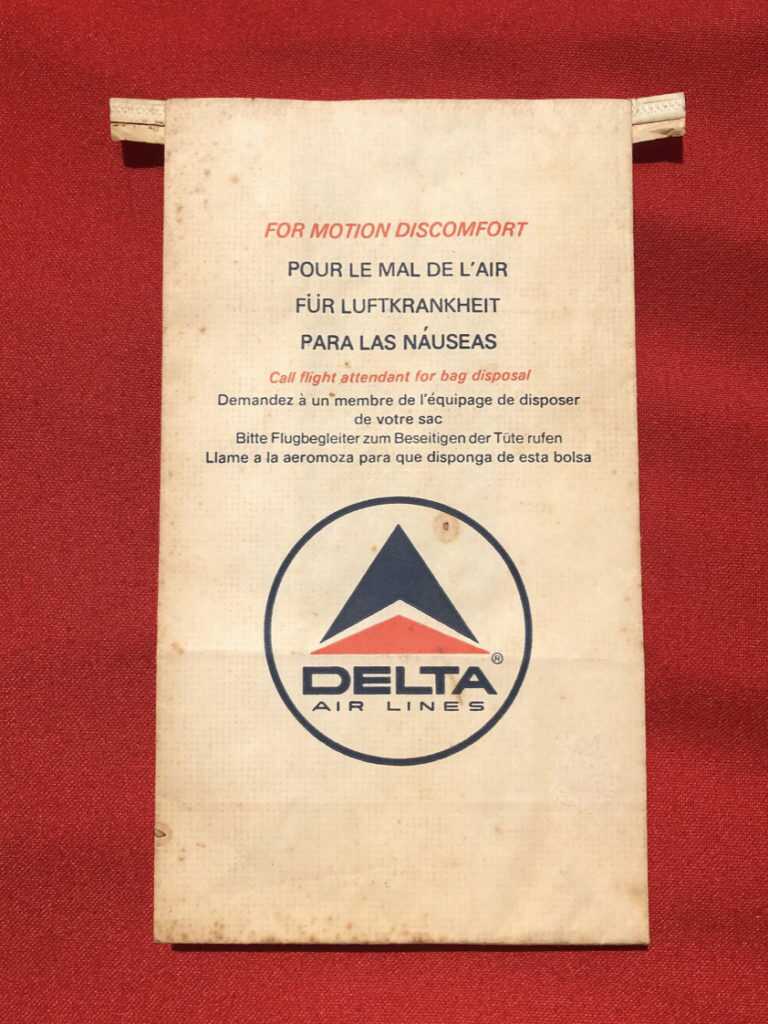 FOR MOTION DISCOMFORT
POUR LE MAL DE L'AIR
FÜR LUFTKRANKHEIT
PARA LAS NÁUSEAS
Call flight attendant for bag disposal
Demandez à un membre de l'équipage de disposer
de votre sac
Bitte Flugbegleiter zum Beseitigen der Tüte rufen
Llame a la aeromoza para que disponga de esta bolsa
DELTA®
AIR LINES